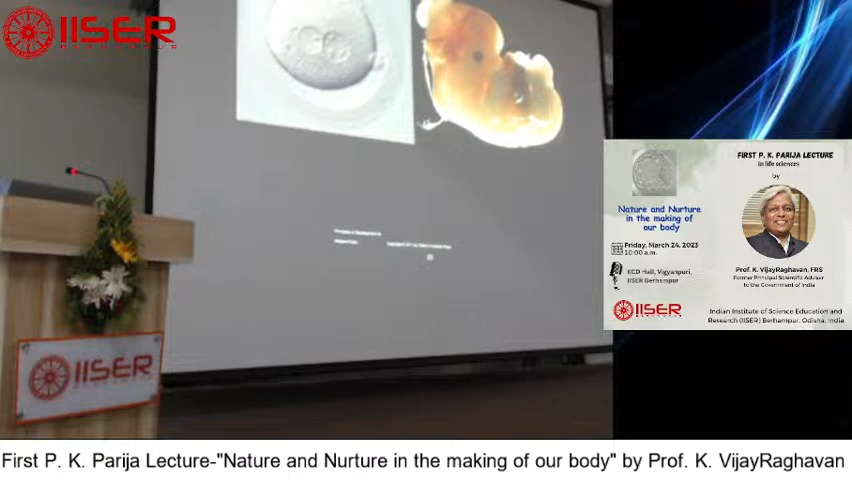 IISER
BERHAMPUR
IISER
FIRST P. K. PARIJA LECTURE
in life sciences
by
Nature and Nurture
in the making of
our body
Friday, March 24, 2023
10:00 a.m.
KCD Hall, Vigyanpuri,
IISER Berhampur
Prof. K. VijayRaghavan, FRS
Former Principal Scientific Adviser
to the Government of India
IISER
Indian Institute of Science Education and
Research (IISER) Berhampur, Odisha, India
First P. K. Parija Lecture-"Nature and Nurture in the making of our body" by Prof. K. VijayRaghavan